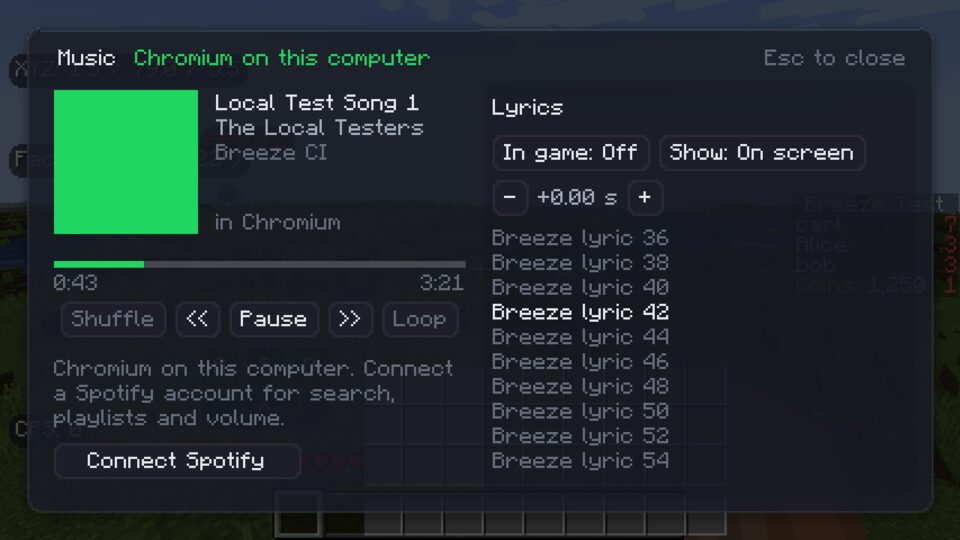 Music Chromium on this computer
Esc to close
Local Test Song 1
The Local Testers
Breeze CI
in Chromium
0:43
3:21
Shuffle
<<
Pause
>>
Loop
Chromium on this computer. Connect
a Spotify account for search,
playlists and volume.
Connect Spotify
Lyrics
In game: Off
Show: On screen
- +0.00 s +
Breeze lyric 36
Breeze lyric 38
Breeze lyric 40
Breeze lyric 42
Breeze lyric 44
Breeze lyric 46
Breeze lyric 48
Breeze lyric 50
Breeze lyric 52
Breeze lyric 54
Breeze Test
carl 7
Alice 3
bob 3
Coins: 1,250 1